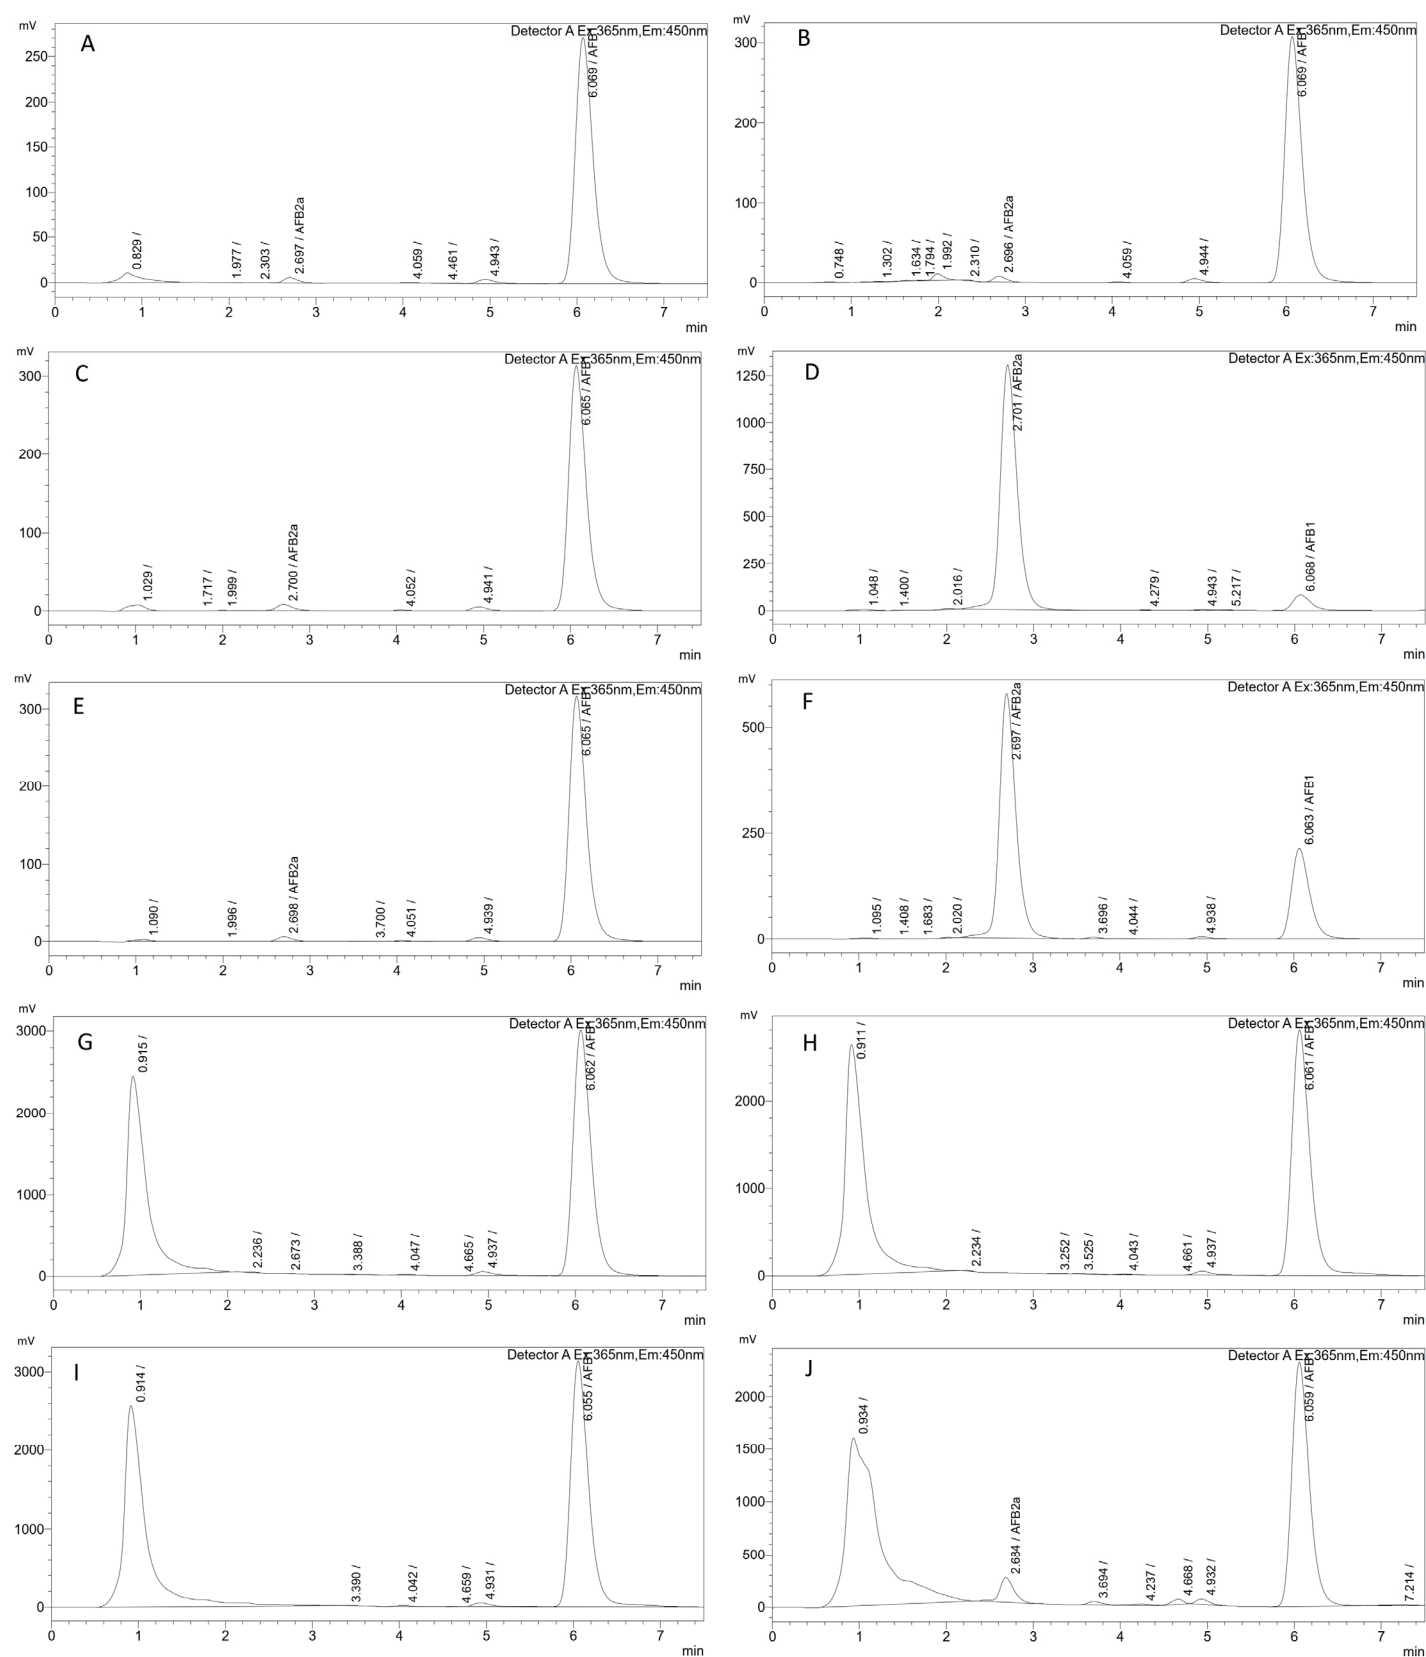 mV
A
Detector A Ex:365nm,Em:450nm
250
200
150
100
50
0
0.829 /
1.977 /
2.303 /
2.697 / AFB2a
4.059 /
4.461 /
4.943 /
6.069 / AFB1
0 1 2 3 4 5 6 7
min
mV
B
Detector A Ex:365nm,Em:450nm
300
200
100
0
0.748 /
1.302 /
1.634 /
1.794 /
1.992 /
2.310 /
2.696 / AFB2a
4.059 /
4.944 /
6.069 / AFB1
0 1 2 3 4 5 6 7
min
mV
C
Detector A Ex:365nm,Em:450nm
300
200
100
0
1.029 /
1.717 /
1.999 /
2.700 / AFB2a
4.052 /
4.941 /
6.065 / AFB1
0 1 2 3 4 5 6 7
min
mV
D
Detector A Ex:365nm,Em:450nm
1250
1000
750
500
250
0
1.048 /
1.400 /
2.016 /
2.701 / AFB2a
4.279 /
4.943 /
5.217 /
6.068 / AFB1
0 1 2 3 4 5 6 7
min
mV
E
Detector A Ex:365nm,Em:450nm
300
200
100
0
1.090 /
1.996 /
2.698 / AFB2a
3.700 /
4.051 /
4.939 /
6.065 / AFB1
0 1 2 3 4 5 6 7
min
mV
F
Detector A Ex:365nm,Em:450nm
500
250
0
1.095 /
1.408 /
1.683 /
2.020 /
2.697 / AFB2a
3.696 /
4.044 /
4.938 /
6.063 / AFB1
0 1 2 3 4 5 6 7
min
mV
G
Detector A Ex:365nm,Em:450nm
3000
2000
1000
0
0.915 /
2.236 /
2.673 /
3.388 /
4.047 /
4.665 /
4.937 /
6.062 / AFB1
0 1 2 3 4 5 6 7
min
mV
H
Detector A Ex:365nm,Em:450nm
2000
1000
0
0.911 /
2.234 /
3.252 /
3.525 /
4.043 /
4.661 /
4.937 /
6.061 / AFB1
0 1 2 3 4 5 6 7
min
mV
I
Detector A Ex:365nm,Em:450nm
3000
2000
1000
0
0.914 /
3.390 /
4.042 /
4.659 /
4.931 /
6.055 / AFB1
0 1 2 3 4 5 6 7
min
mV
J
Detector A Ex:365nm,Em:450nm
2000
1500
1000
500
0
0.934 /
2.684 / AFB2a
3.694 /
4.237 /
4.668 /
4.932 /
6.059 / AFB1
7.214 /
0 1 2 3 4 5 6 7
min